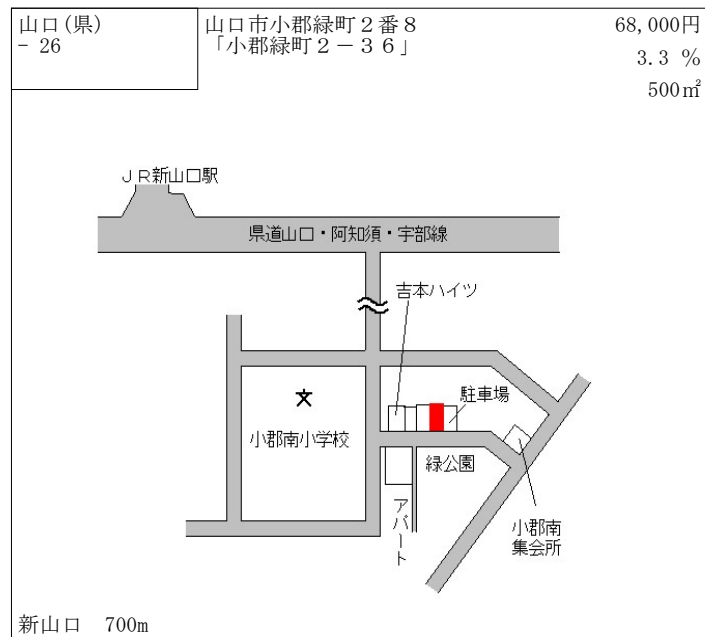 山口(県)
- 26
山口市小郡緑町２番８
「小郡緑町２－３６」
68,000円
3.3 %
500㎡
ＪＲ新山口駅
県道山口・阿知須・宇部線
吉本ハイツ
駐車場
小郡南小学校
緑公園
アパート
小郡南
集会所
新山口 700m